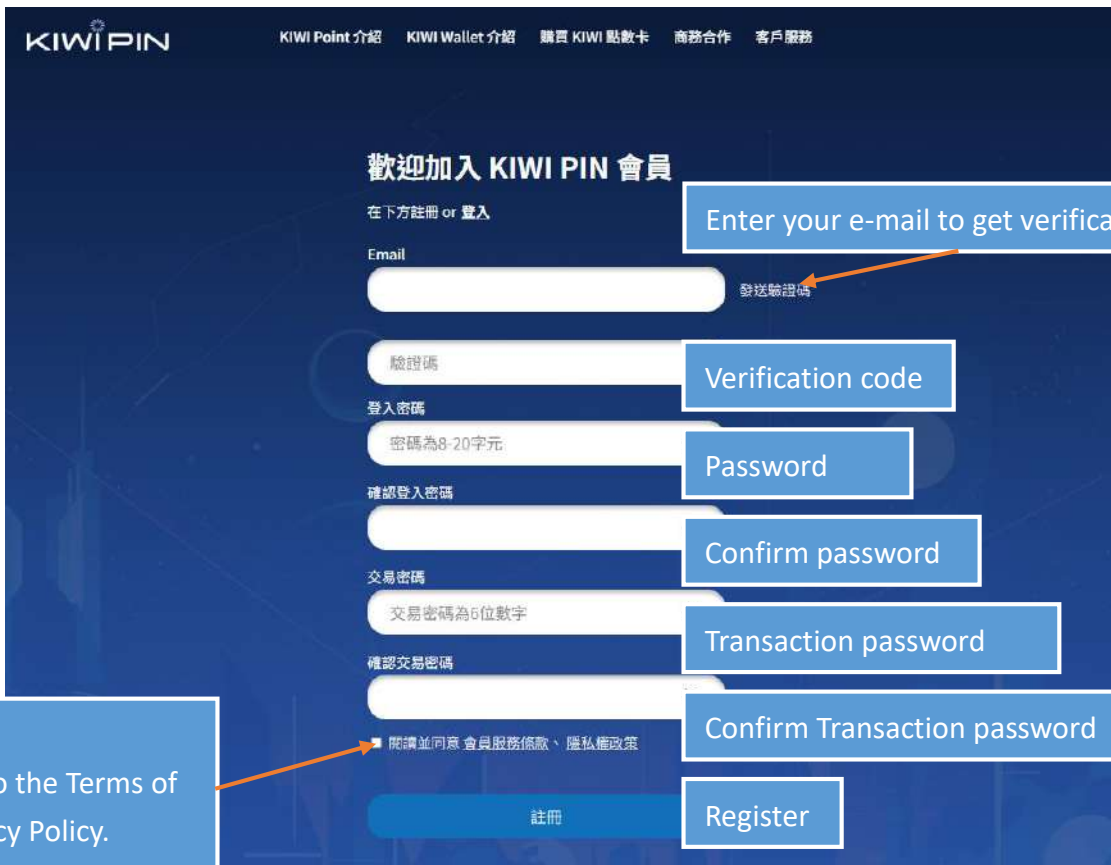 KIWI PIN
KIWI Point 介紹 KIWI Wallet 介紹 購買 KIWI 點數卡 商務合作 客戶服務
歡迎加入 KIWI PIN 會員
在下方註冊 or 登入
Enter your e-mail to get verifica
Email
發送驗證碼
驗證碼
Verification code
登入密碼
密碼為8-20字元
Password
確認登入密碼
Confirm password
交易密碼
交易密碼為6位數字
Transaction password
確認交易密碼
Confirm Transaction password
閱讀並同意 會員服務條款、隱私權政策
o the Terms of
cy Policy.
註冊
Register